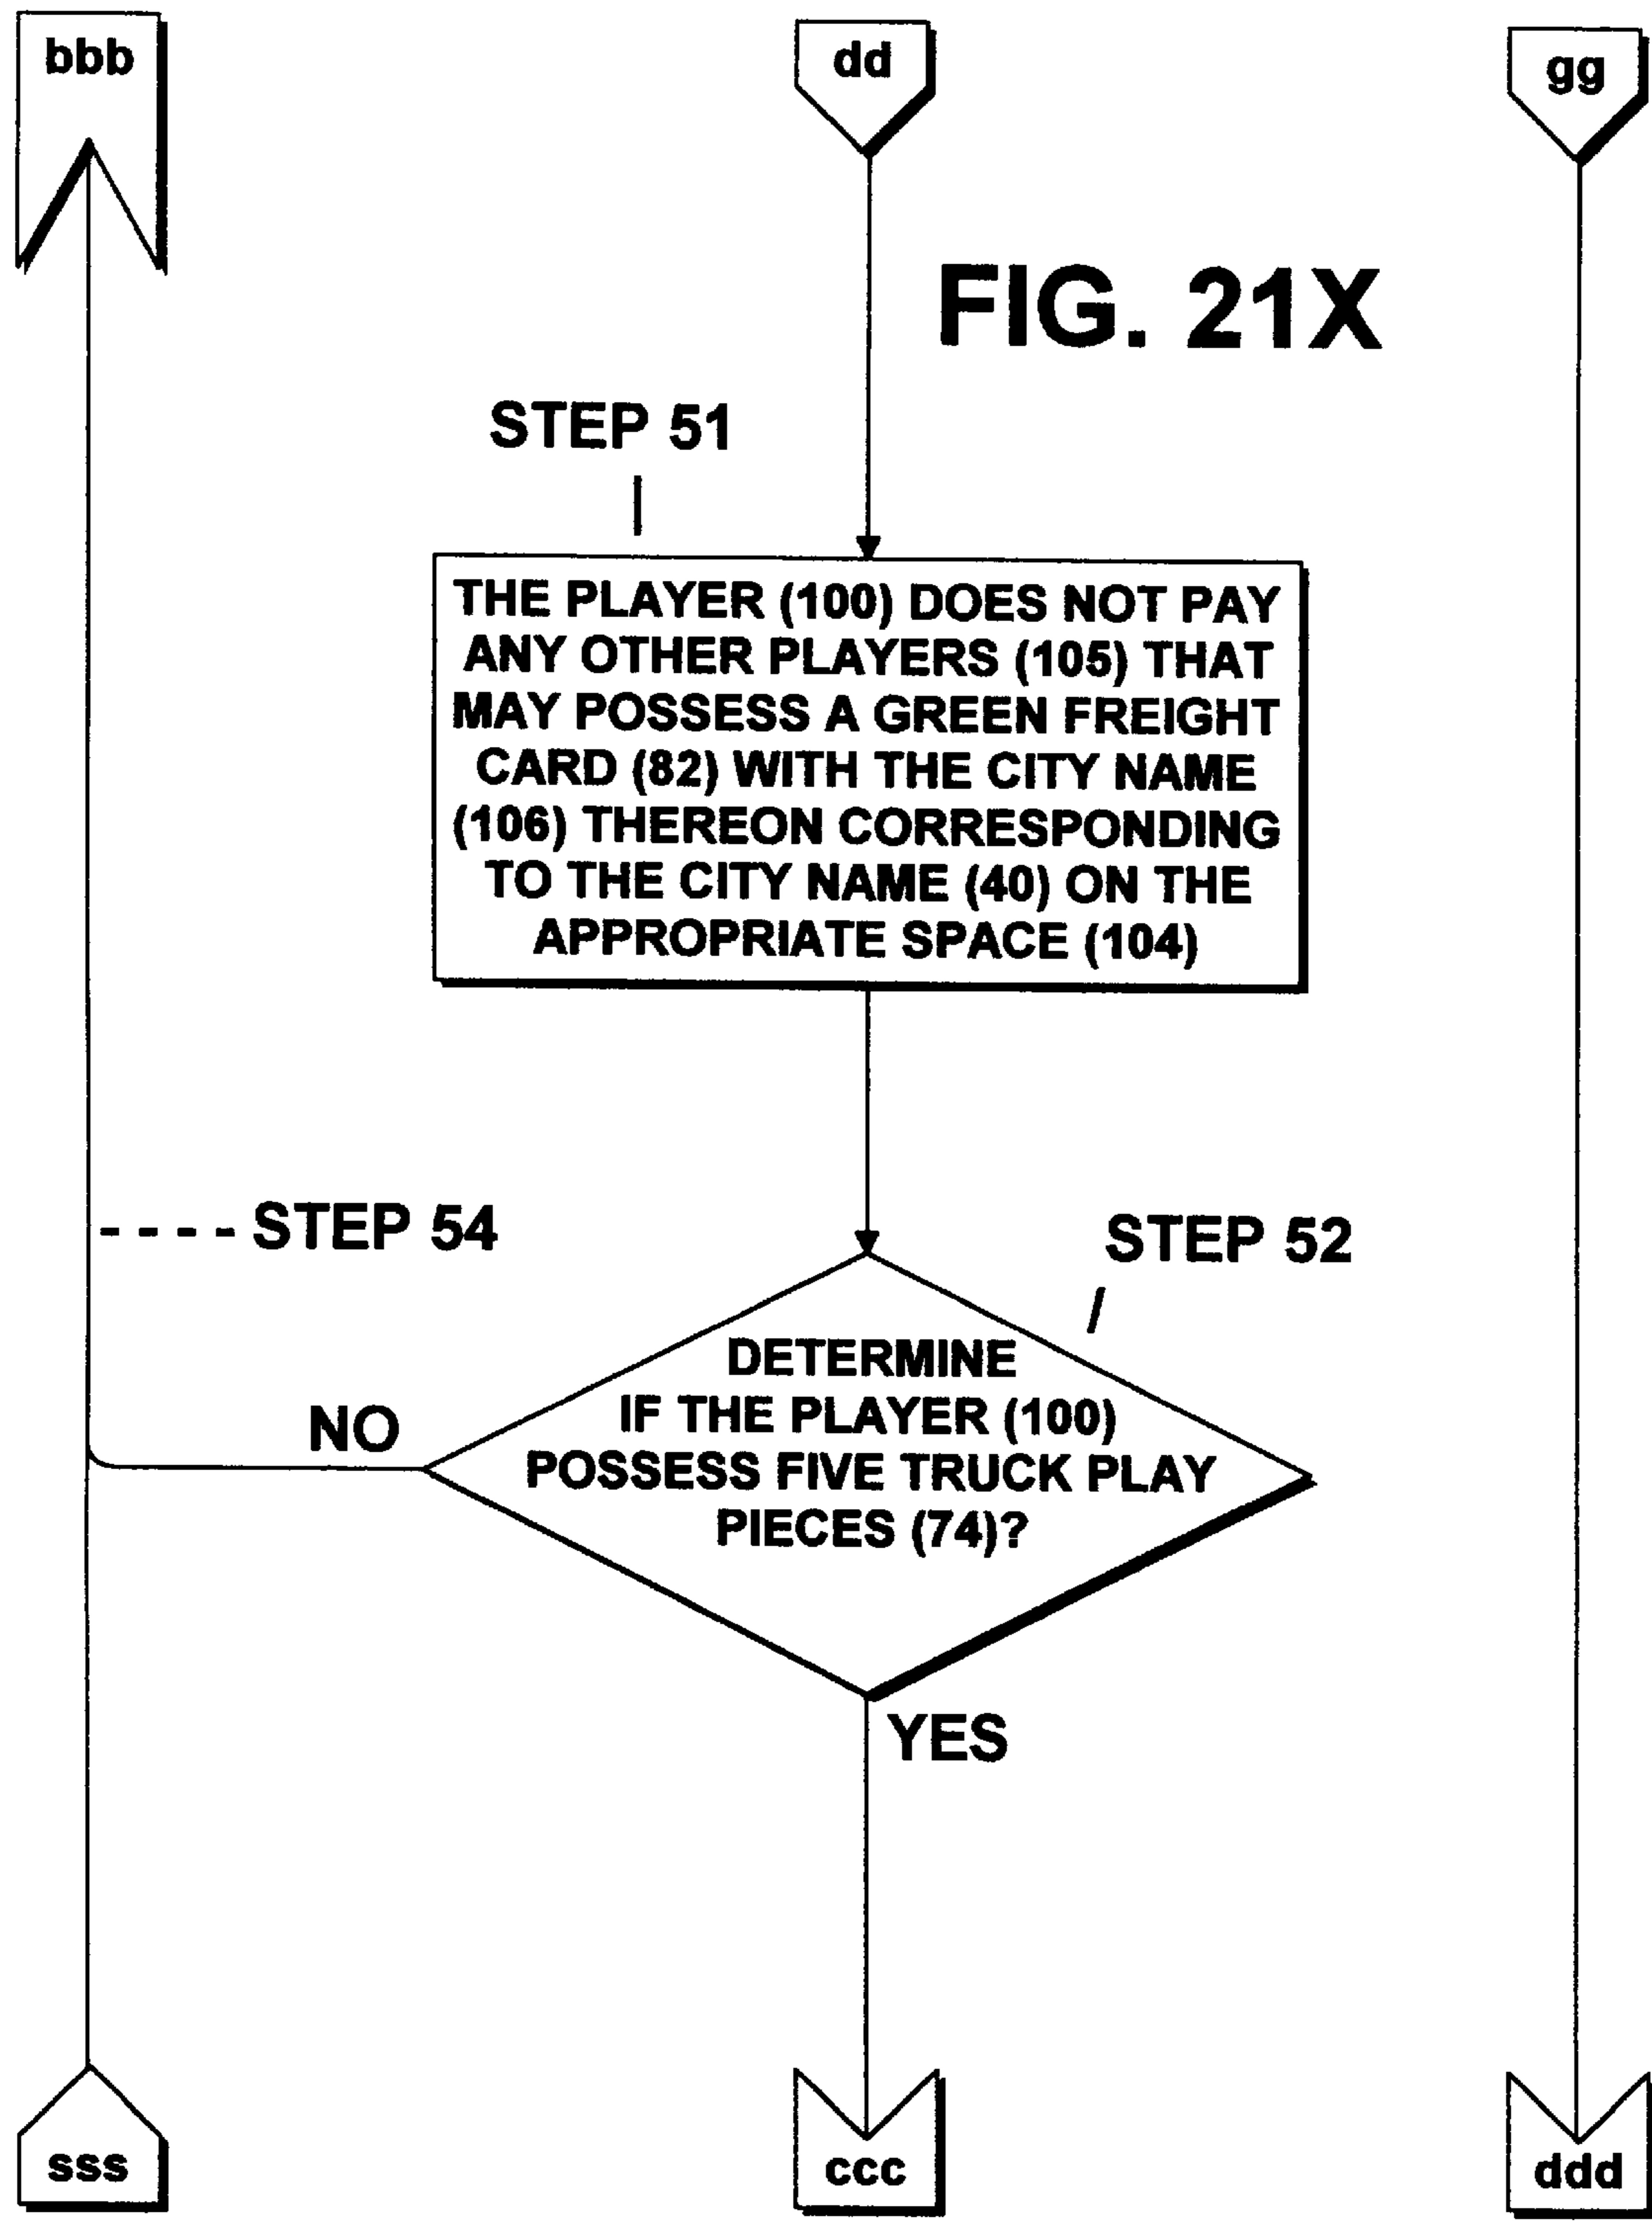 bbb
dd
gg
FIG. 21X
STEP 51
THE PLAYER (100) DOES NOT PAY
ANY OTHER PLAYERS (105) THAT
MAY POSSESS A GREEN FREIGHT
CARD (82) WITH THE CITY NAME
(106) THEREON CORRESPONDING
TO THE CITY NAME (40) ON THE
APPROPRIATE SPACE (104)
STEP 54
STEP 52
DETERMINE
IF THE PLAYER (100)
POSSESS FIVE TRUCK PLAY
PIECES (74)?
NO
YES
sss
ccc
ddd